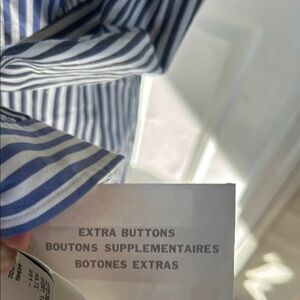 EXTRA BUTTONS
BOUTONS SUPPLEMENTAIRES
BOTONES EXTRAS